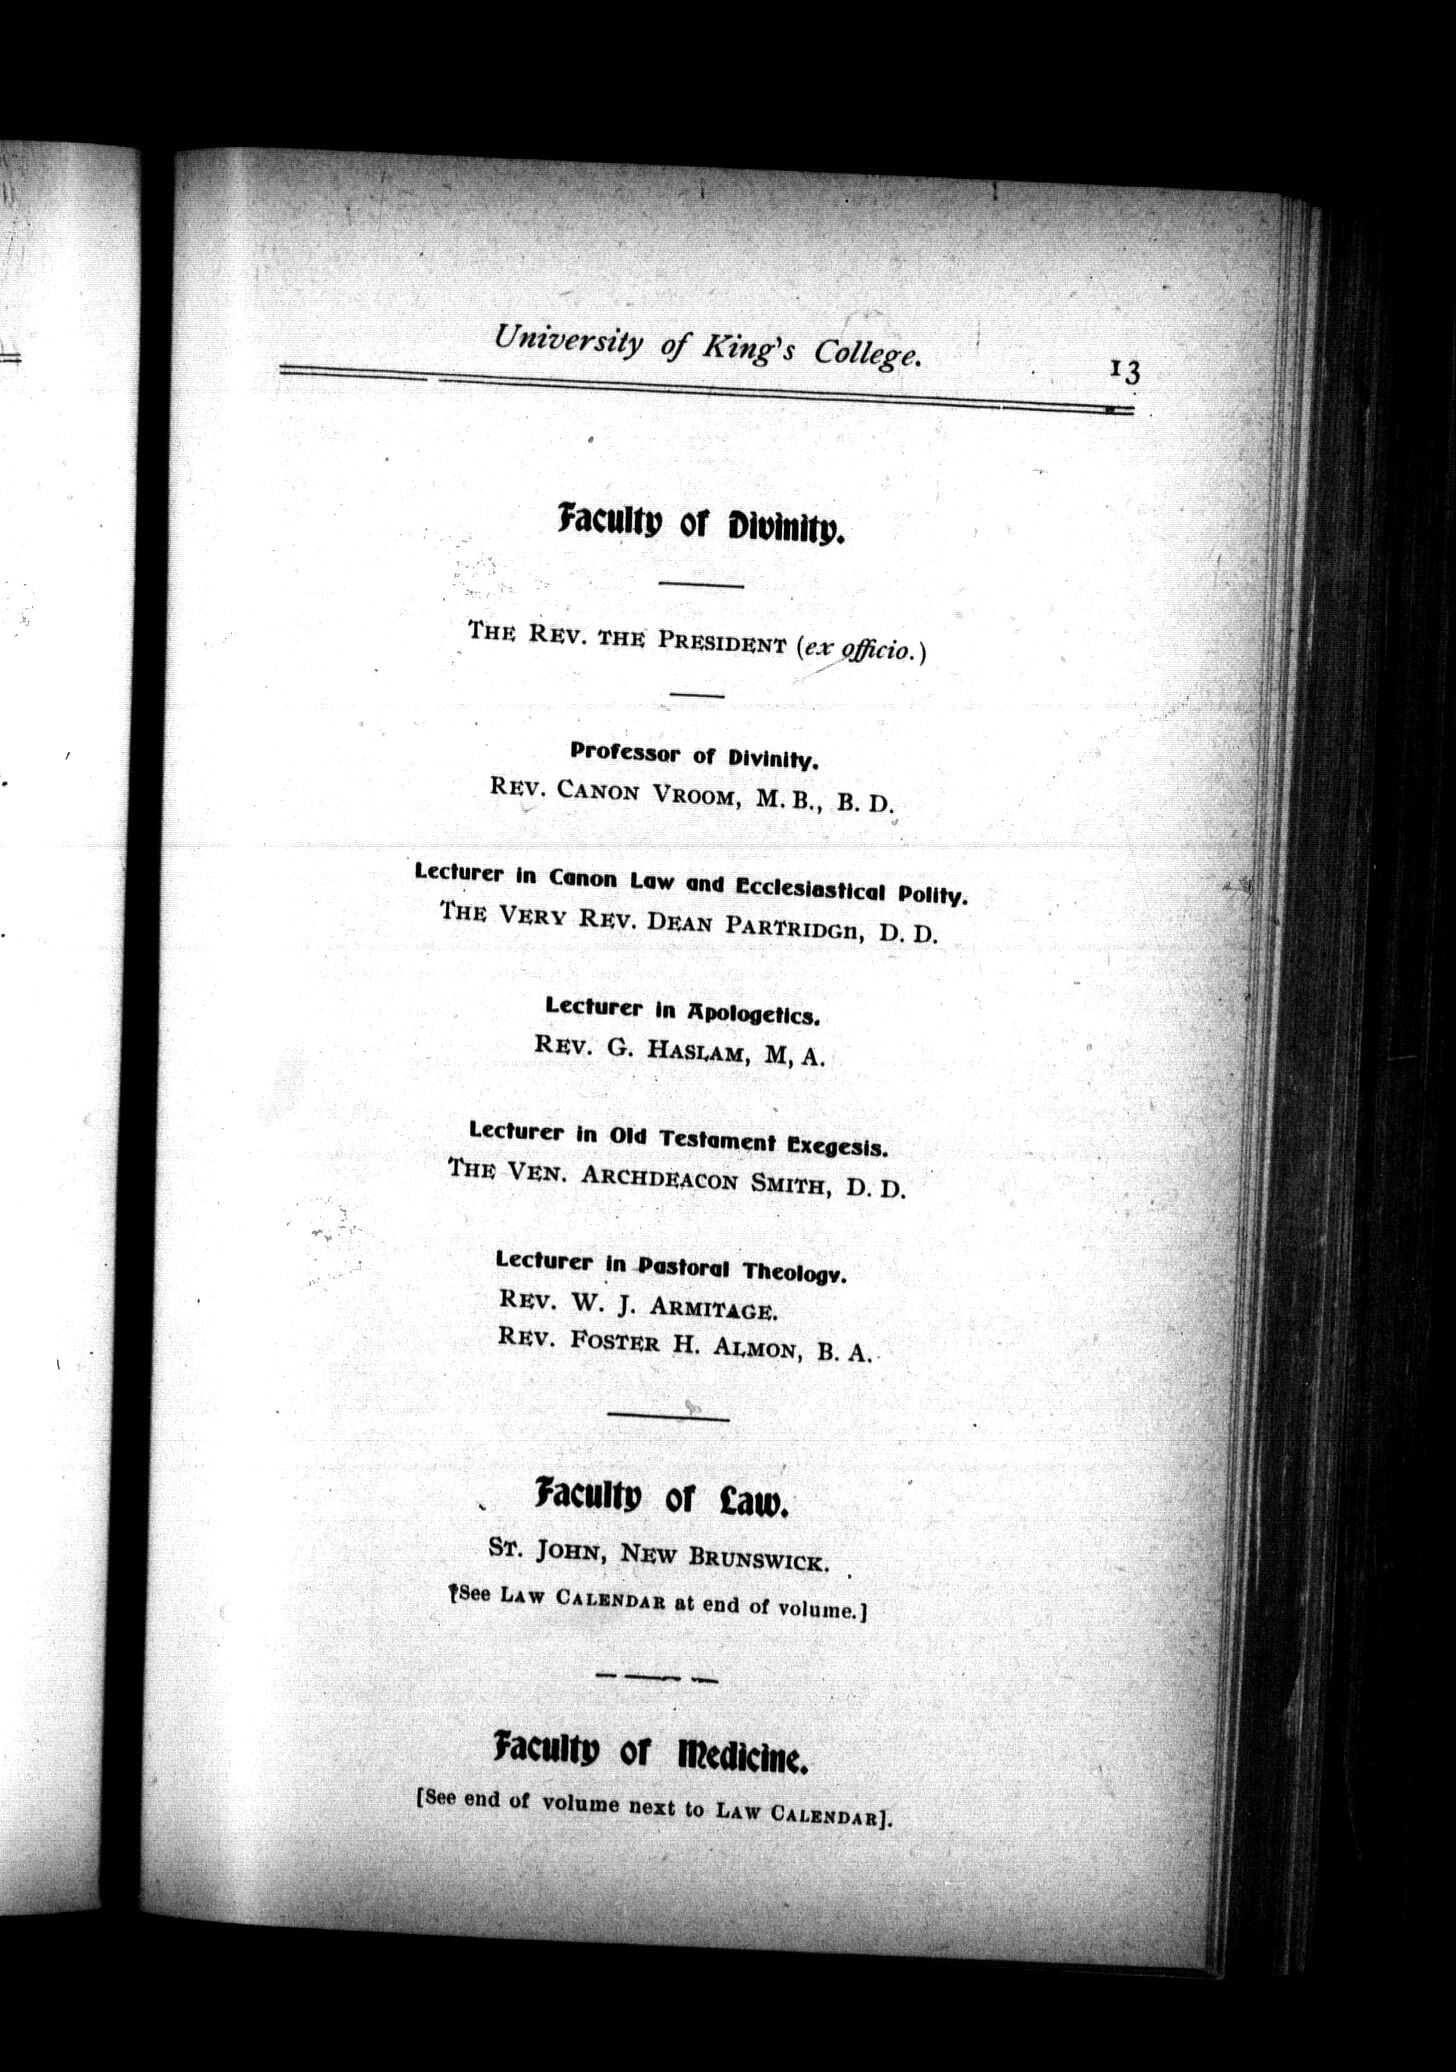 University of King's College.
13
Faculty of Divinity.
The Rev. the President (ex officio.)
Professor of Divinity.
Rev. Canon Vroom, M. B., B. D.
Lecturer in Canon Law and Ecclesiastical Polity.
The Very Rev. Dean Partridgn, D. D.
Lecturer in Apologetics.
Rev. G. Haslam, M, A.
Lecturer in Old Testament Exegesis.
The Ven. Archdeacon Smith, D. D.
Lecturer in Pastoral Theology.
Rev. W. J. Armitage.
Rev. Foster H. Almon, B. A.
Faculty of Law.
St. John, New Brunswick.
[See Law Calendar at end of volume.]
Faculty of Medicine.
[See end of volume next to Law Calendar].